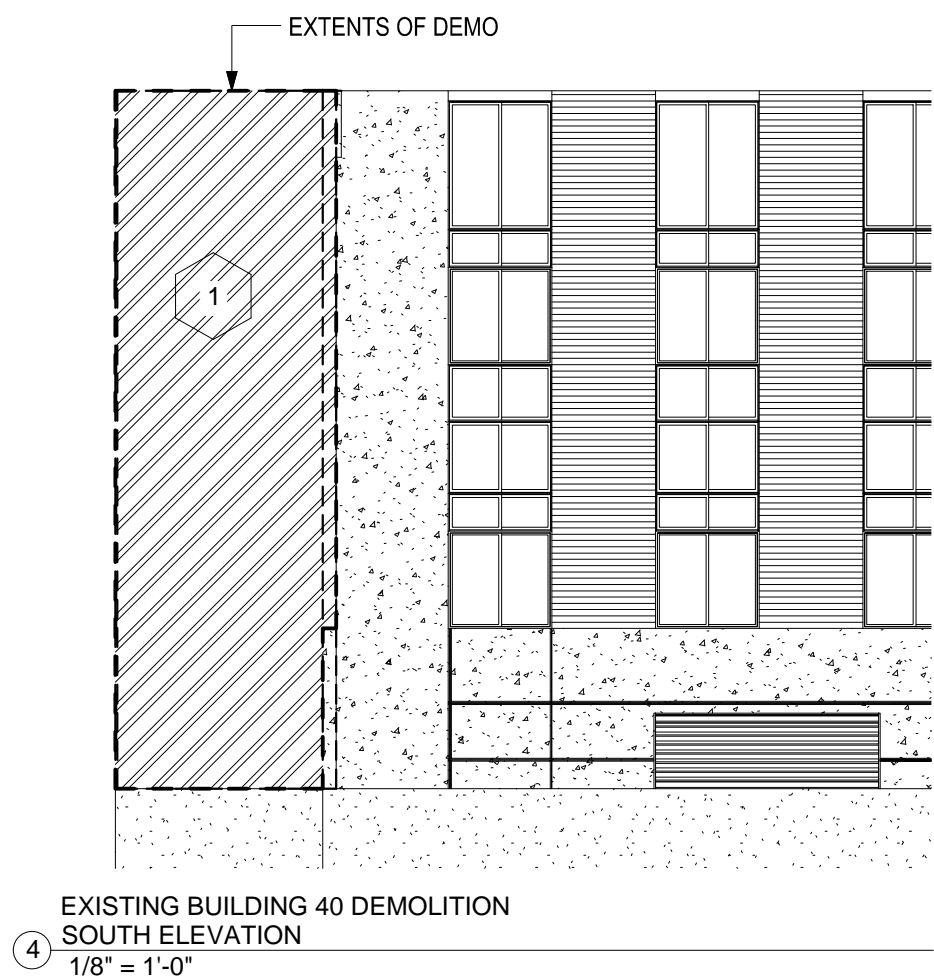 EXTENTS OF DEMO
1
EXISTING BUILDING 40 DEMOLITION
4 SOUTH ELEVATION
1/8" = 1'-0"